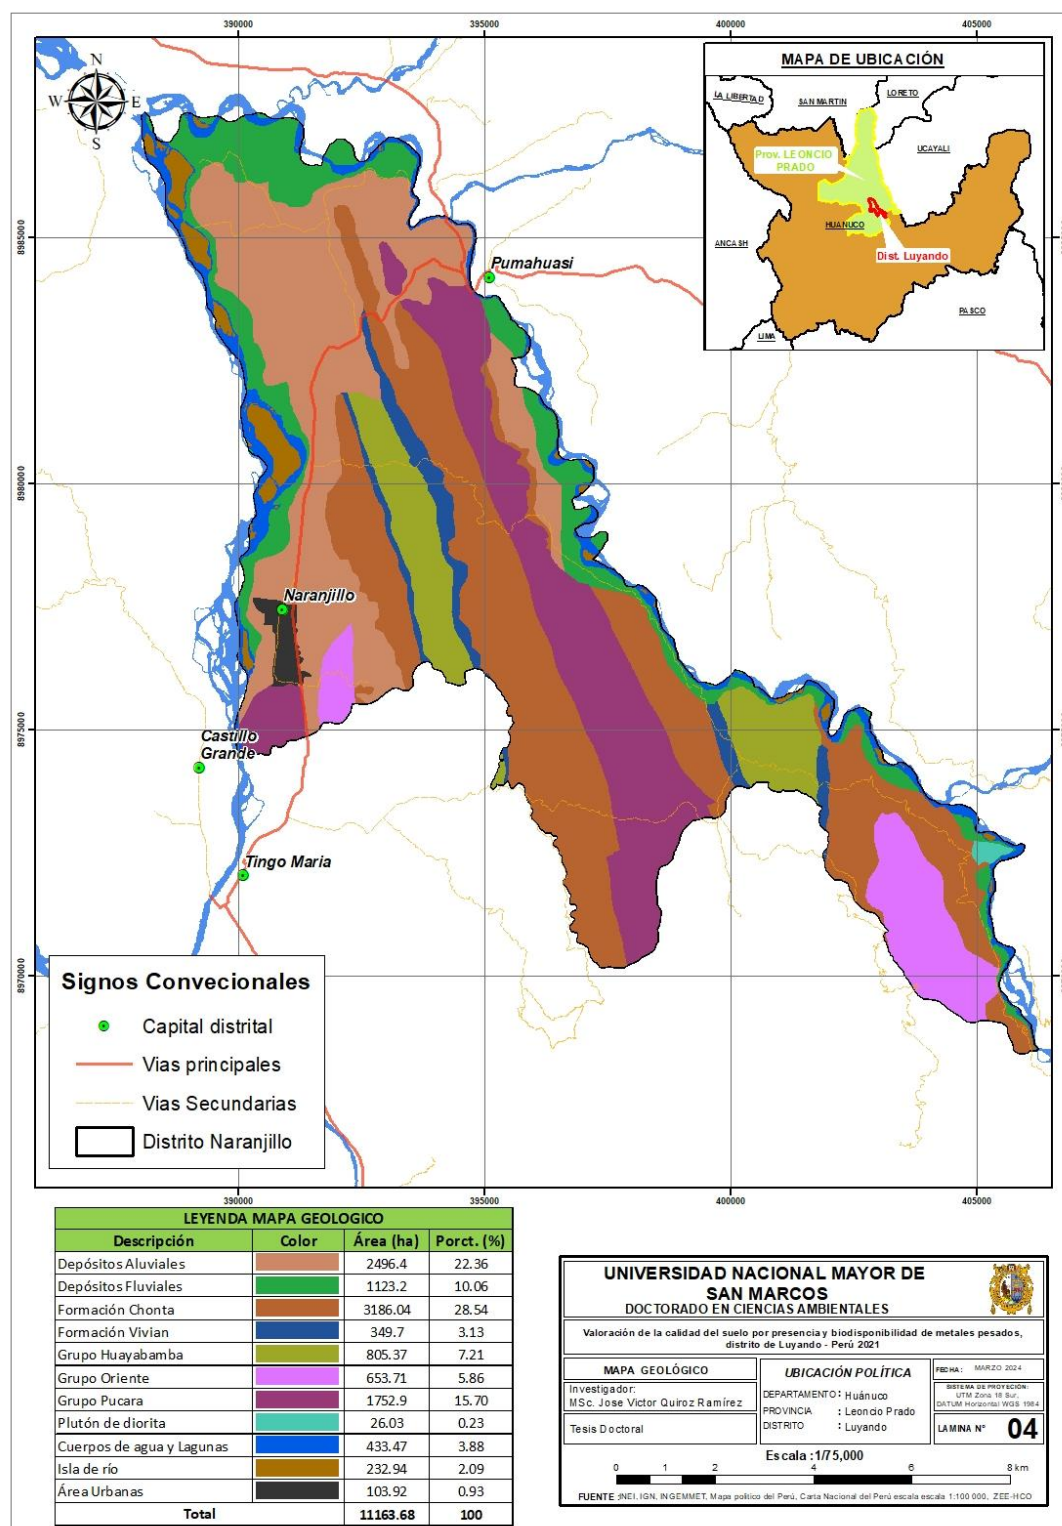 390000
395000
400000
405000
N
W E
S
MAPA DE UBICACIÓN
LA LIBERTAD
SAN MARTIN
LORETO
UCAYALI
Prov. LEONCIO
PRADO
HUANUCO
ANCASH
Dist. Luyando
PASCO
LIMA
8985000
Pumahuasi
8980000
Naranjillo
8975000
Castillo
Grande
Tingo Maria
8970000
Signos Convecionales
Capital distrital
Vias principales
Vias Secundarias
Distrito Naranjillo
390000
395000
400000
405000
LEYENDA MAPA GEOLOGICO
Descripción Color Área (ha) Porct. (%)
Depósitos Aluviales 2496.4 22.36
Depósitos Fluviales 1123.2 10.06
Formación Chonta 3186.04 28.54
Formación Vivian 349.7 3.13
Grupo Huayabamba 805.37 7.21
Grupo Oriente 653.71 5.86
Grupo Pucara 1752.9 15.70
Plutón de diorita 26.03 0.23
Cuerpos de agua y Lagunas 433.47 3.88
Isla de río 232.94 2.09
Área Urbanas 103.92 0.93
Total 11163.68 100
UNIVERSIDAD NACIONAL MAYOR DE
SAN MARCOS
DOCTORADO EN CIENCIAS AMBIENTALES
Valoración de la calidad del suelo por presencia y biodisponibilidad de metales pesados,
distrito de Luyando - Perú 2021
MAPA GEOLÓGICO
Investigador:
MSc. Jose Victor Quiroz Ramírez
Tesis Doctoral
UBICACIÓN POLÍTICA
DEPARTAMENTO : Huánuco
PROVINCIA : Leoncio Prado
DISTRITO : Luyando
FECHA : MARZO 2024
SISTEMA DE PROYECIÓN:
UTM Zona 18 Sur,
DATUM Horizontal WGS 1984
LAMINA N° 04
Escala :1/75,000
0 1 2 4 6 8 km
FUENTE :INEI, IGN, INGEMMET, Mapa politico del Perú, Carta Nacional del Perú escala escala 1:100 000, ZEE-HCO